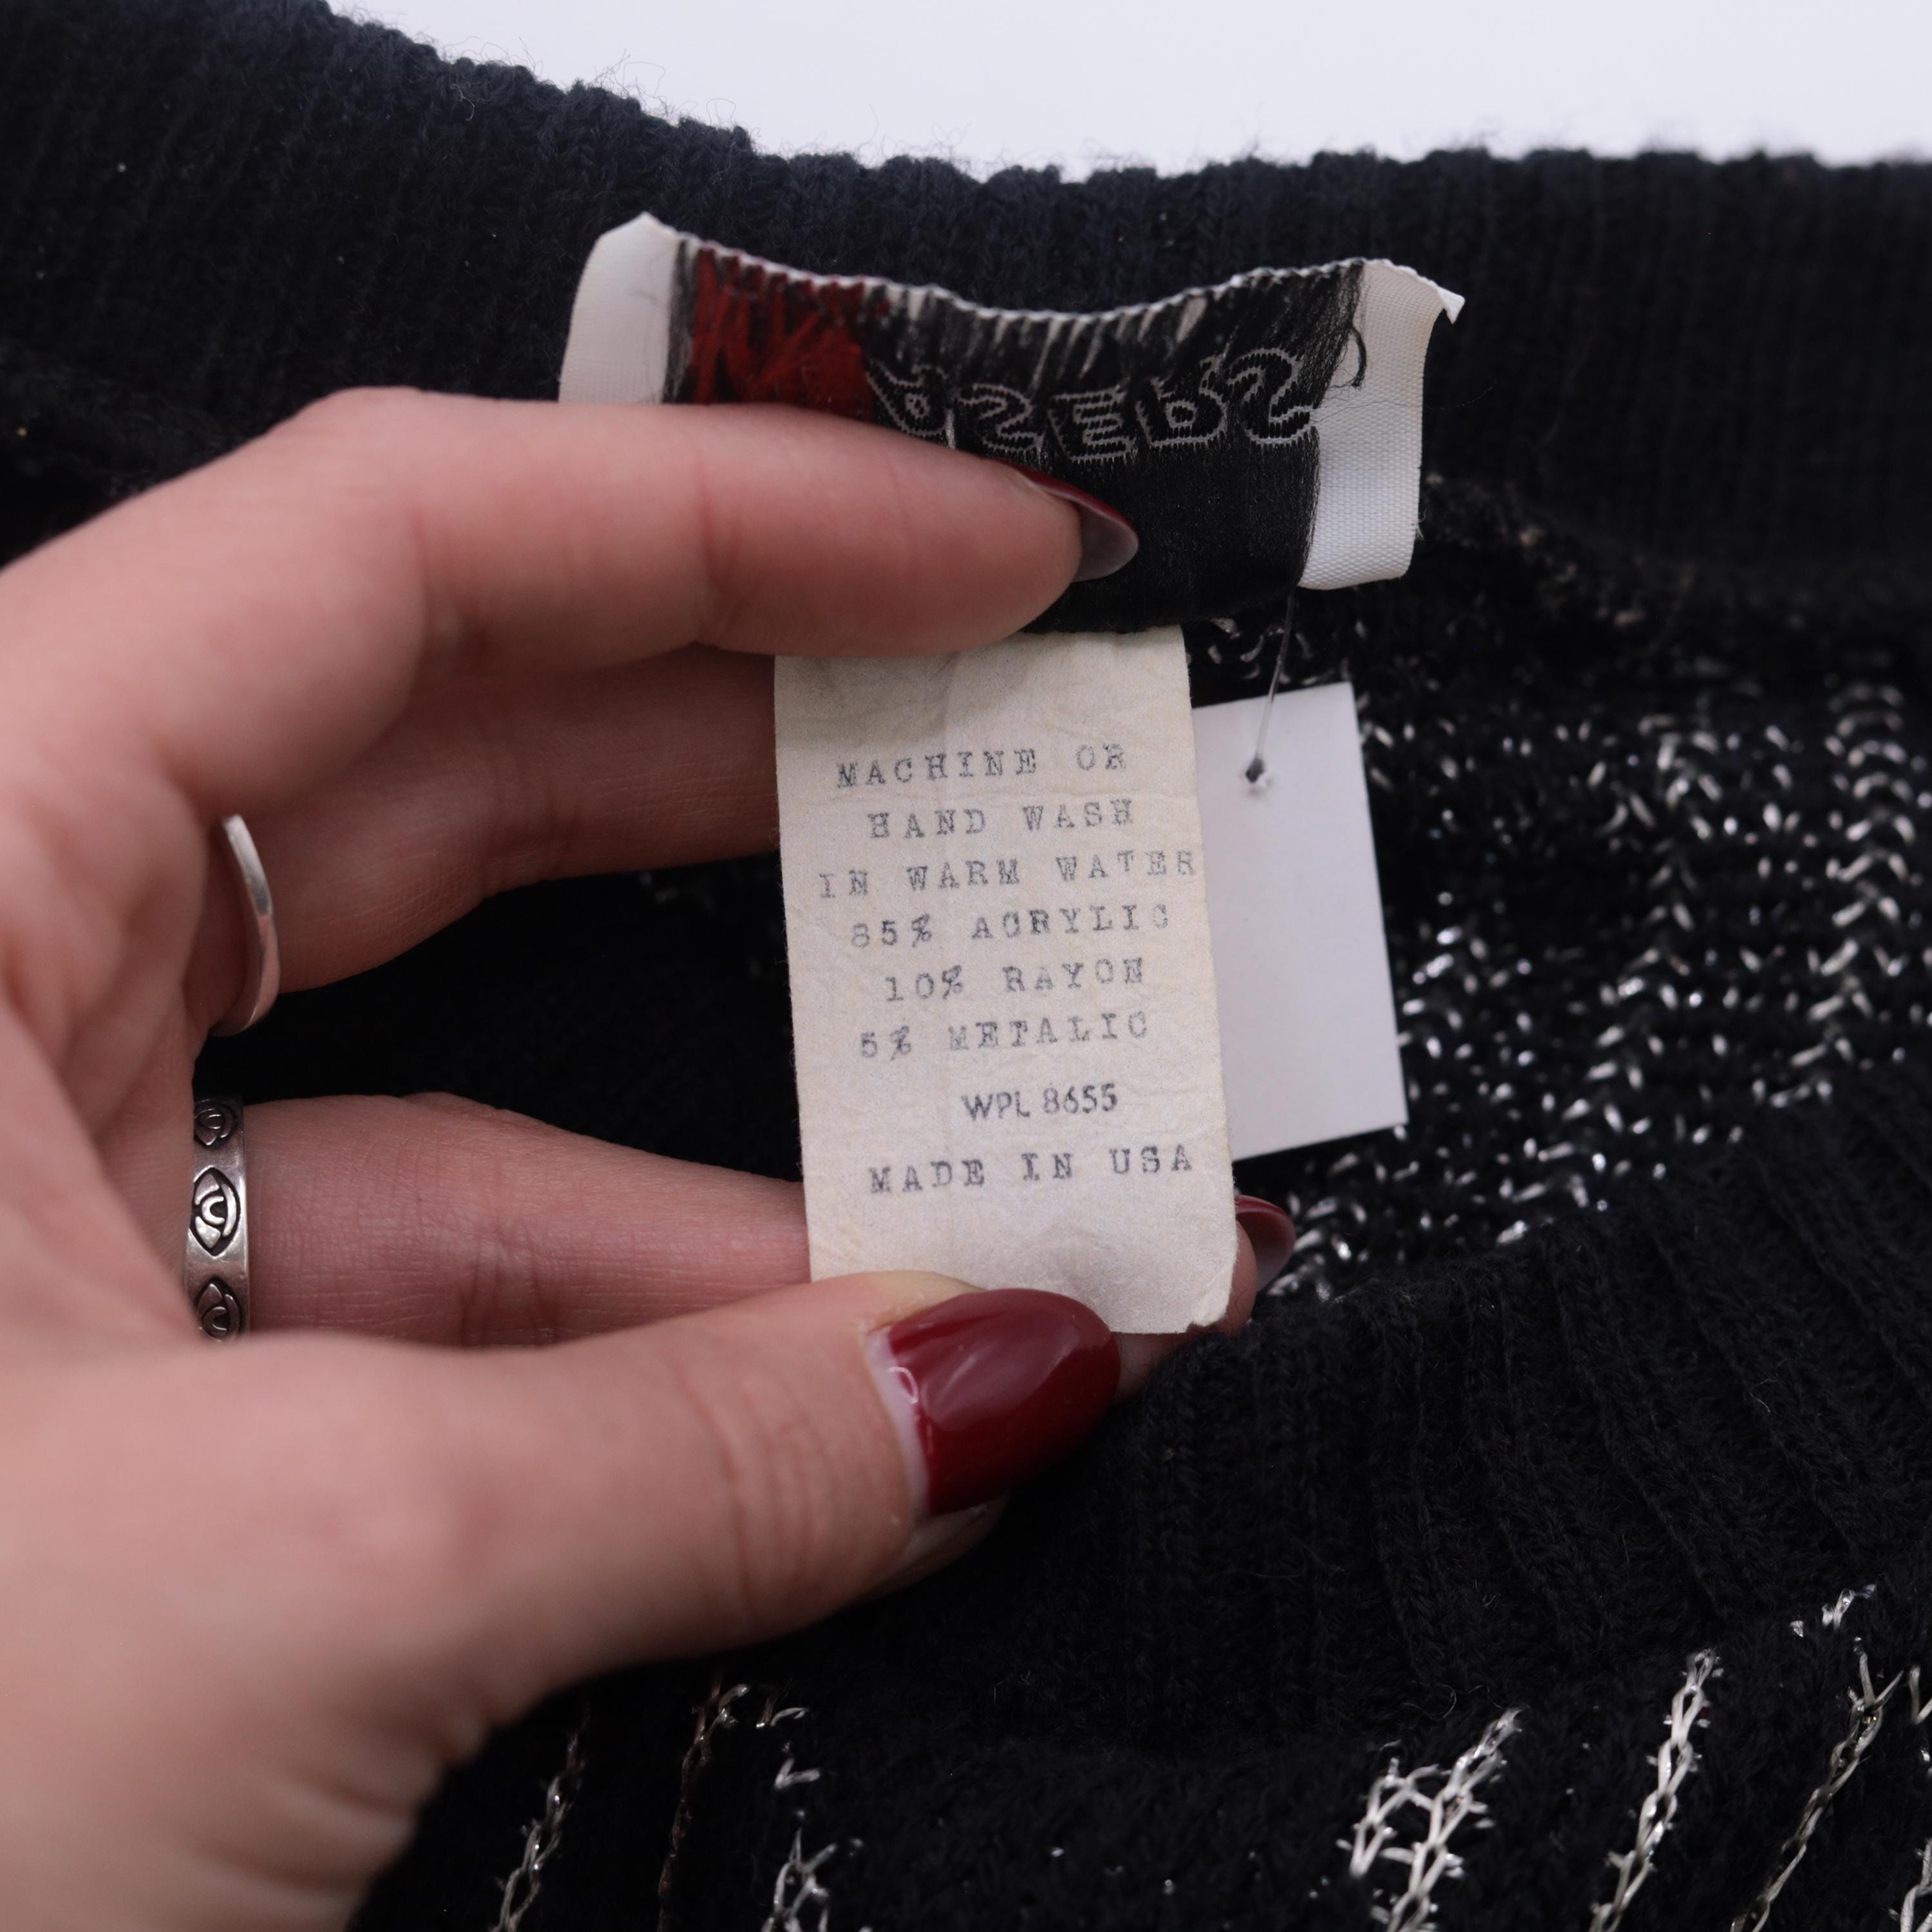 MACHINE OR
HAND WASH
IN WARM WATER
85% ACRYLIC
10% RAYON
5% METALIC
WPL 8655
MADE IN USA